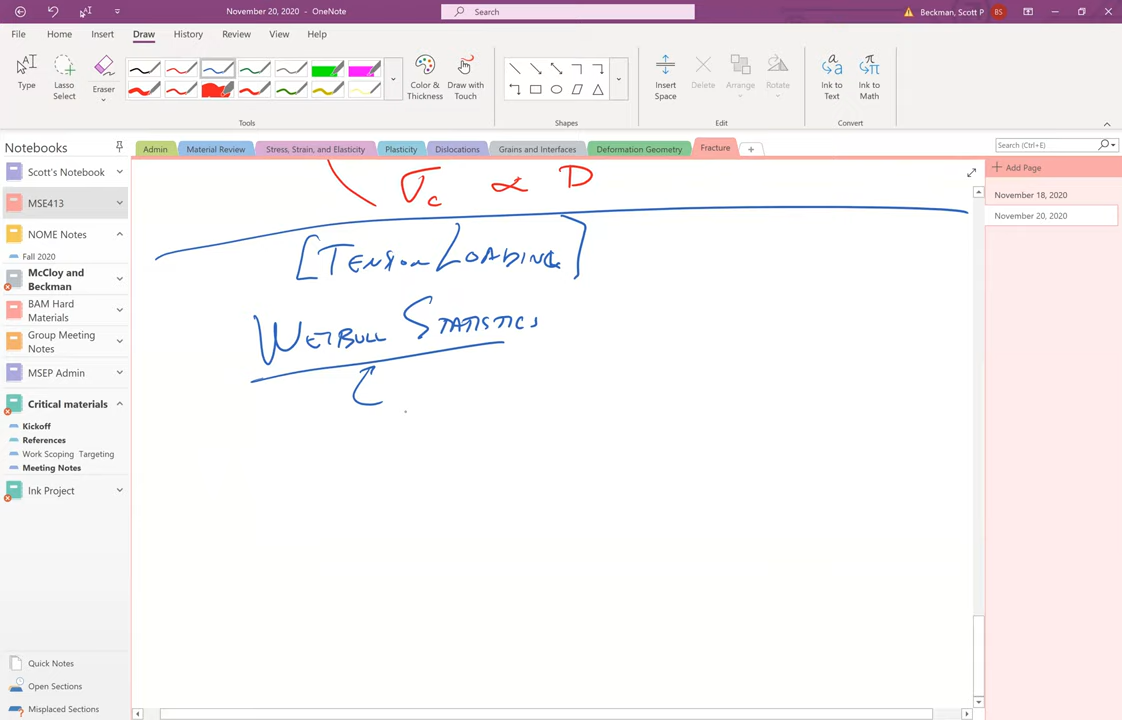 November 20, 2020 - OneNote
Search
Beckman, Scott P
BS
File Home Insert Draw History Review View Help
Type
Lasso Select
Eraser
Color & Thickness
Draw with Touch
Insert Space
Delete
Arrange
Rotate
Ink to Text
Ink to Math
Tools
Shapes
Edit
Convert
Notebooks
Admin Material Review Stress, Strain, and Elasticity Plasticity Dislocations Grains and Interfaces Deformation Geometry Fracture +
Search (Ctrl+E)
Add Page
November 18, 2020
November 20, 2020
Scott's Notebook
MSE413
NOME Notes
Fall 2020
McCloy and Beckman
BAM Hard Materials
Group Meeting Notes
MSEP Admin
Critical materials
Kickoff
References
Work Scoping Targeting
Meeting Notes
Ink Project
Quick Notes
Open Sections
Misplaced Sections
σc ∝ D
[TENSION LOADING]
WEIBULL STATISTICS